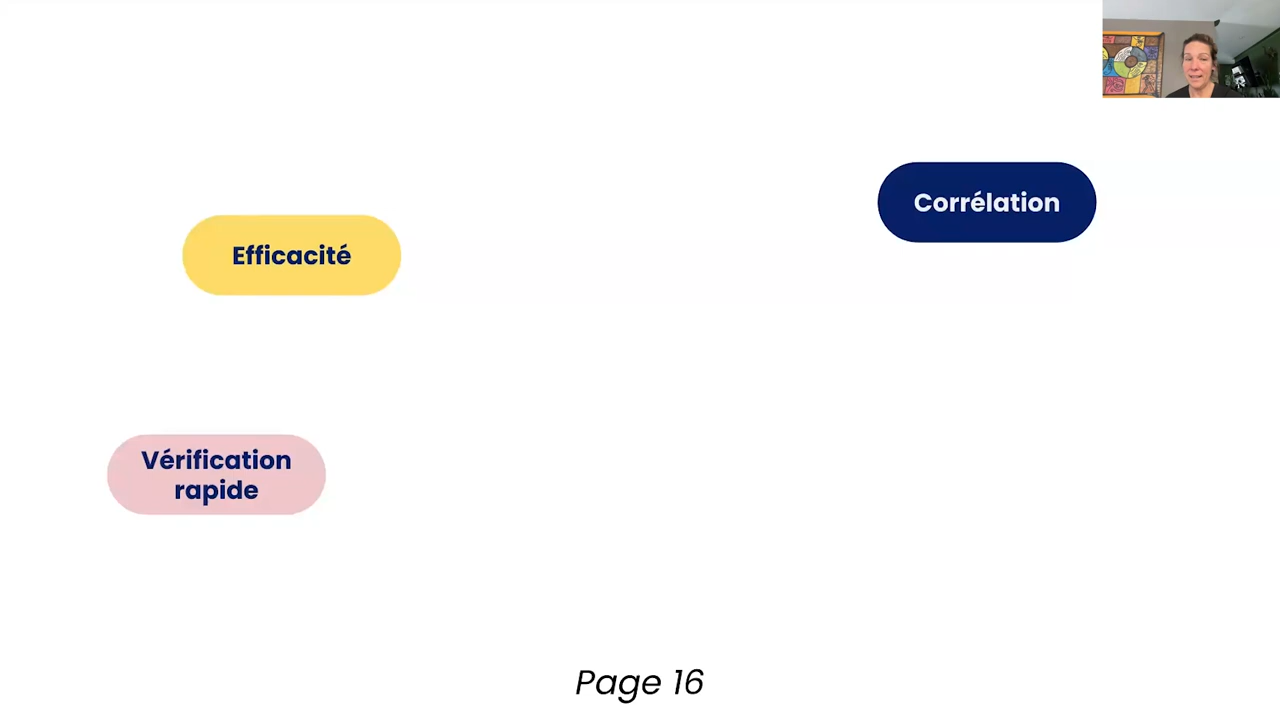 Corrélation
Efficacité
Vérification
rapide
Page 16